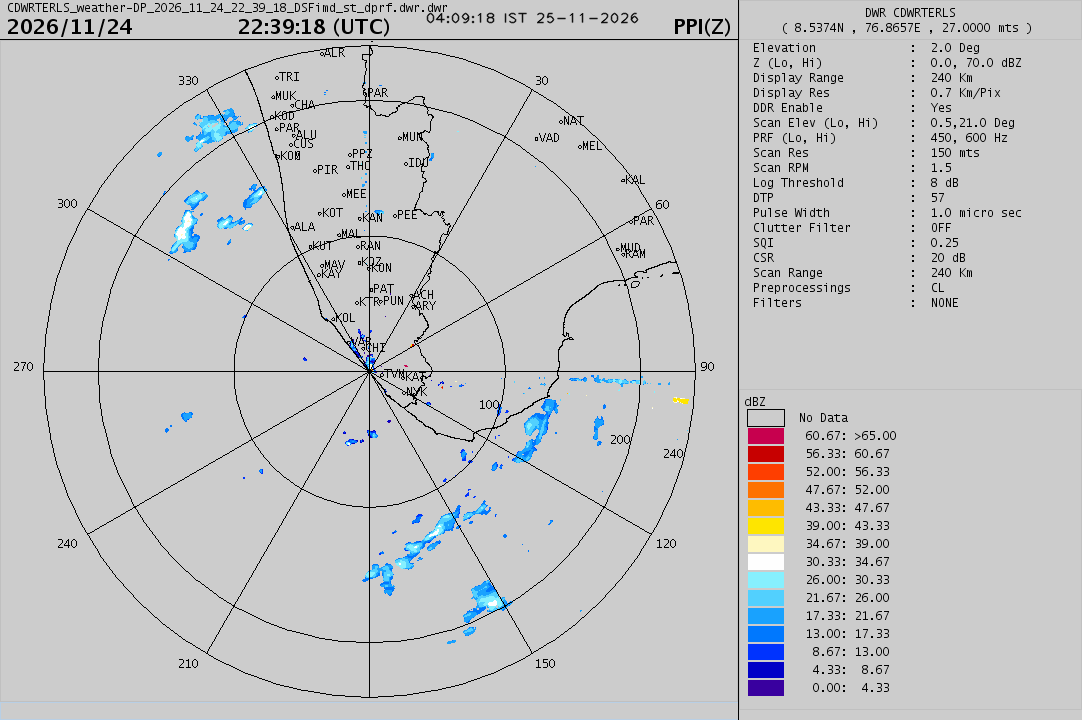 CDWRTERLS_weather-DP_2026_11_24_22_39_18_DSFimd_st_dprf.dwr.dwr
2026/11/24 22:39:18 (UTC) 04:09:18 IST 25-11-2026 PPI(Z)
DWR CDWRTERLS
( 8.5374N , 76.8657E , 27.0000 mts )
Elevation : 2.0 Deg
Z (Lo, Hi) : 0.0, 70.0 dBZ
Display Range : 240 Km
Display Res : 0.7 Km/Pix
DDR Enable : Yes
Scan Elev (Lo, Hi) : 0.5,21.0 Deg
PRF (Lo, Hi) : 450, 600 Hz
Scan Res : 150 mts
Scan RPM : 1.5
Log Threshold : 8 dB
DTP : 57
Pulse Width : 1.0 micro sec
Clutter Filter : OFF
SQI : 0.25
CSR : 20 dB
Scan Range : 240 Km
Preprocessings : CL
Filters : NONE
dBZ
No Data
60.67: >65.00
56.33: 60.67
52.00: 56.33
47.67: 52.00
43.33: 47.67
39.00: 43.33
34.67: 39.00
30.33: 34.67
26.00: 30.33
21.67: 26.00
17.33: 21.67
13.00: 17.33
8.67: 13.00
4.33: 8.67
0.00: 4.33
ALR
TRI
330
30
MUK
PAR
CHA
KOD
NAT
PAR
ALU
MUN
VAD
CUS
MEL
KOM
PPZ
THO
IDU
PIR
KAL
MEE
300
60
KOT
KAN
PEE
PAR
ALA
MAL
KUT
RAN
MUD
RAM
KOZ
MAV
KON
KAY
PAT
KTR
PUN
ACH
ARY
KOL
VAR
CHI
270
90
TVM
KAT
NYK
100
200
240
240
120
210
150